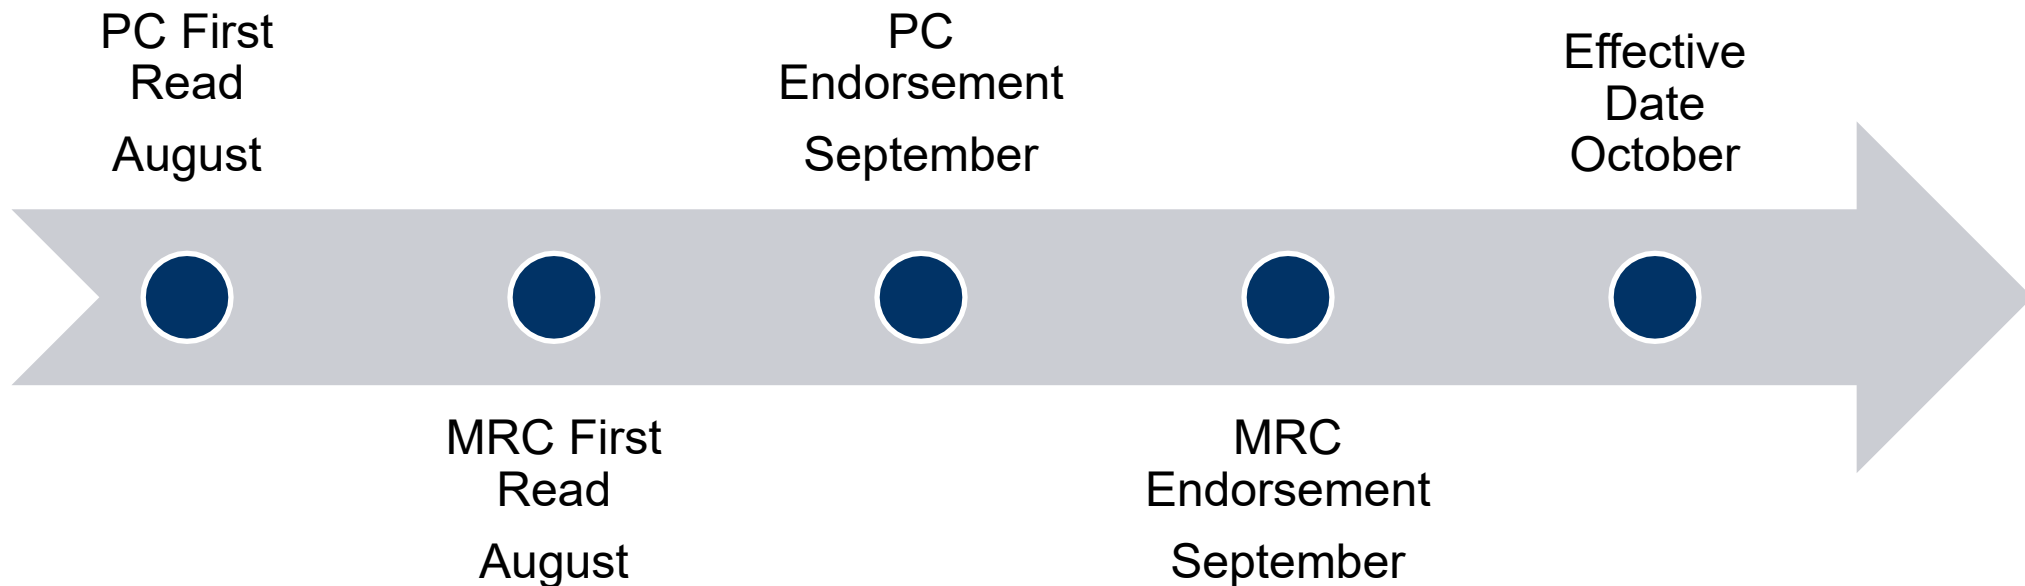 PC First
Read
August
MRC First
Read
August
PC
Endorsement
September
MRC
Endorsement
September
Effective
Date
October